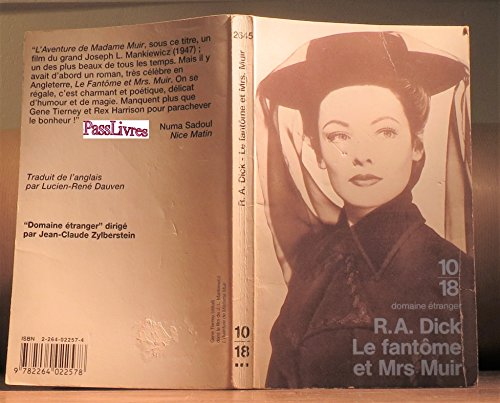 "L'Aventure de Madame Muir, sous ce titre, un
film du grand Joseph L. Mankiewicz (1947) ;
un des plus beaux de tous les temps. Mais il y
avait d'abord un roman, très célèbre en
Angleterre, Le Fantôme et Mrs. Muir. On se
régale, c'est charmant et poétique, délicat
d'humour et de magie. Manquent plus que
Gene Tierney et Rex Harrison pour parachever
le bonheur !"
PassLivres
Numa Sadoul
Nice Matin
Traduit de l'anglais
par Lucien-René Dauven
"Domaine étranger" dirigé
par Jean-Claude Zylberstein
ISBN 2-264-02257-4
9 782264 022578
2645
R. A. Dick - Le fantôme et Mrs. Muir
10
18
10
18
domaine étranger
R.A. Dick
Le fantôme
et Mrs Muir